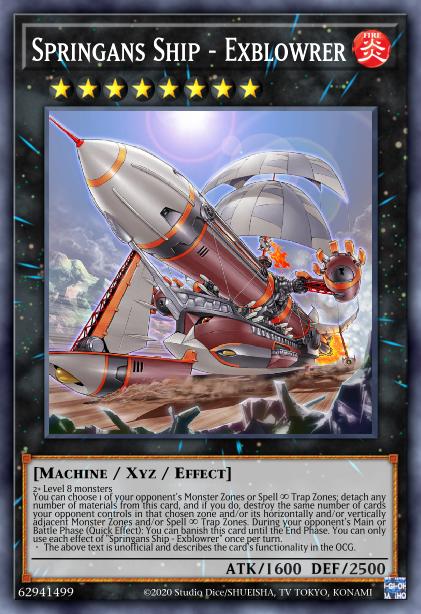 SPRINGANS SHIP - EXBLOWRER
FIRE
炎
[MACHINE / XYZ / EFFECT]
2+ Level 8 monsters
You can choose 1 of your opponent's Monster Zones or Spell ∞ Trap Zones; detach any
number of materials from this card, and if you do, destroy the same number of cards
your opponent controls in that chosen zone and/or its horizontally and/or vertically
adjacent Monster Zones and/or Spell ∞ Trap Zones. During your opponent's Main or
Battle Phase (Quick Effect): You can banish this card until the End Phase. You can only
use each effect of "Springans Ship - Exblowrer" once per turn.
· The above text is unofficial and describes the card's functionality in the OCG.
ATK/1600 DEF/2500
62941499
©2020 Studio Dice/SHUEISHA, TV TOKYO, KONAMI